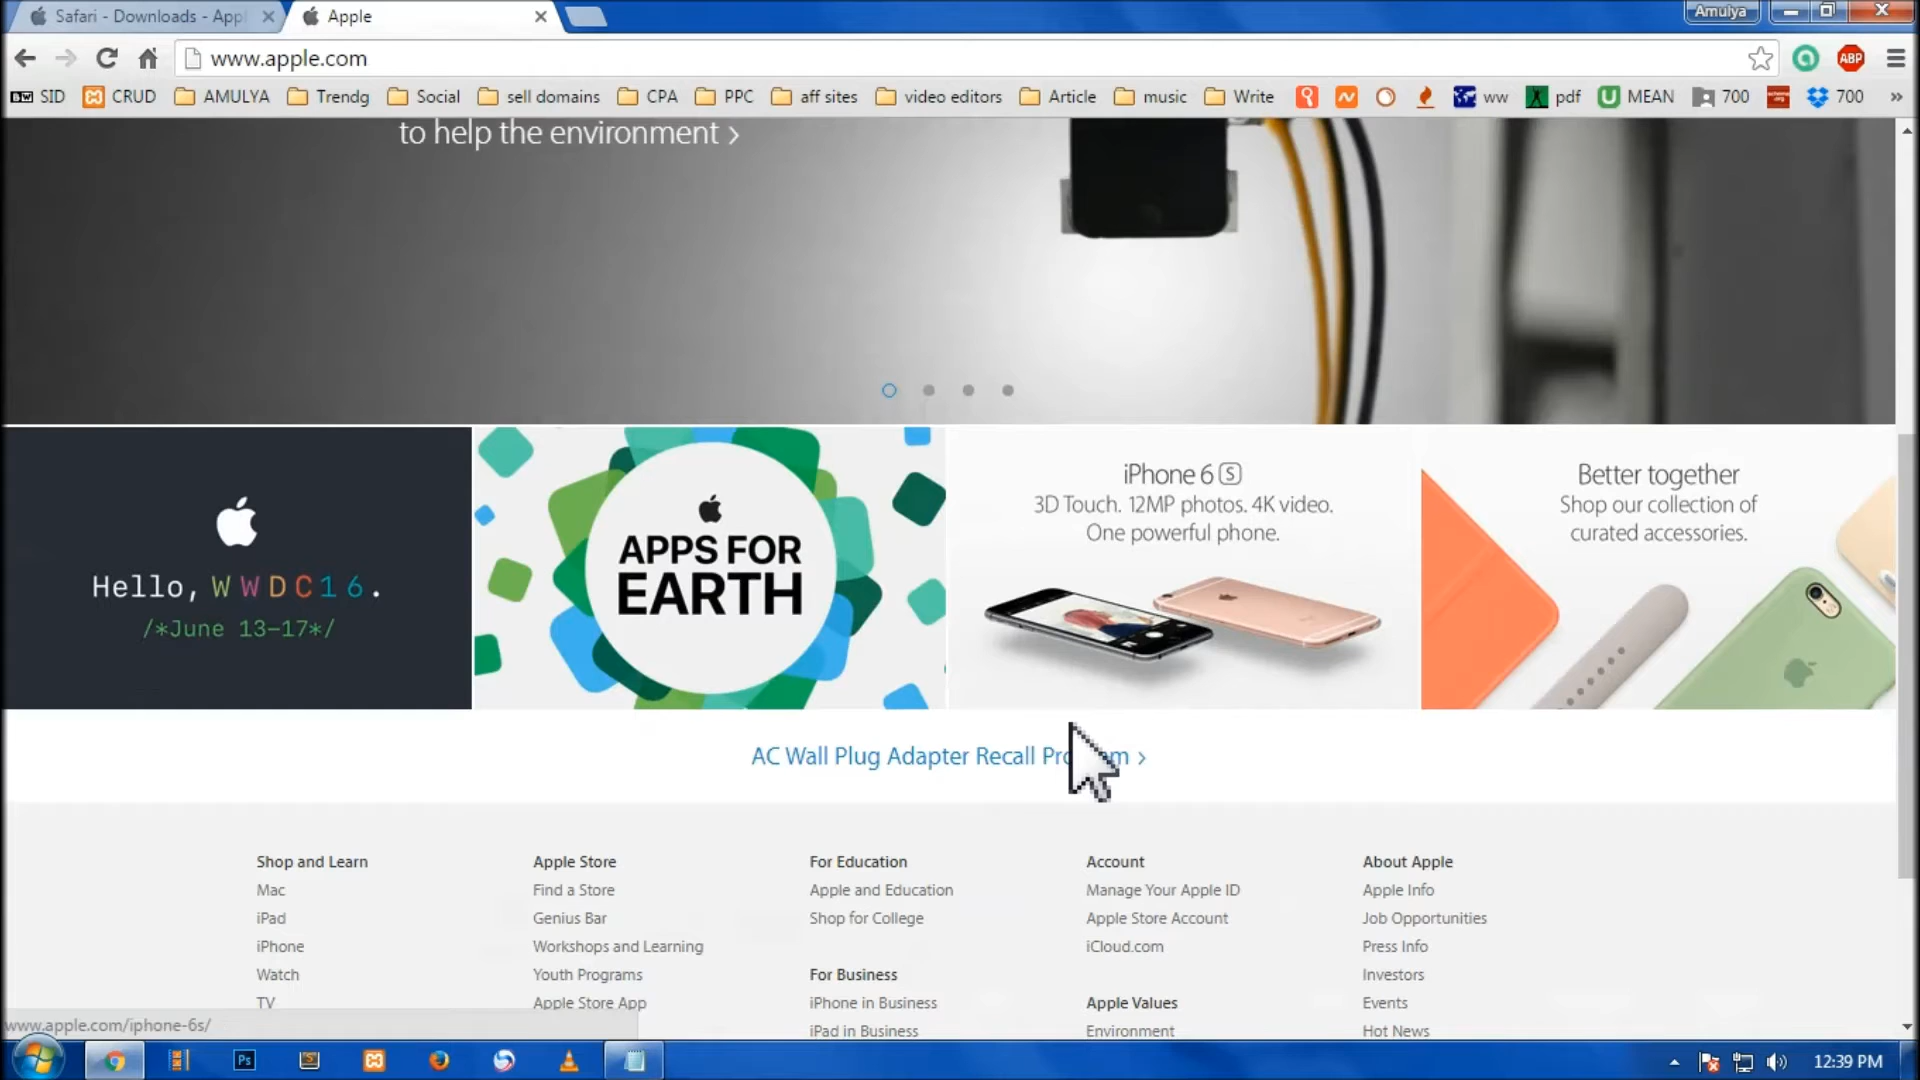 Safari - Downloads - Appl
Apple
Amulya
www.apple.com
ABP
BW SID
CRUD
AMULYA
Trendg
Social
sell domains
CPA
PPC
aff sites
video editors
Article
music
Write
ww
pdf
U MEAN
700
700
»
to help the environment >
Hello, WWDC16.
/*June 13–17*/
APPS FOR
EARTH
iPhone 6 S
3D Touch. 12MP photos. 4K video.
One powerful phone.
Better together
Shop our collection of
curated accessories.
AC Wall Plug Adapter Recall >
Shop and Learn
Mac
iPad
iPhone
Watch
TV
Apple Store
Find a Store
Genius Bar
Workshops and Learning
Youth Programs
Apple Store App
For Education
Apple and Education
Shop for College
For Business
iPhone in Business
iPad in Business
Account
Manage Your Apple ID
Apple Store Account
iCloud.com
Apple Values
Environment
About Apple
Apple Info
Job Opportunities
Press Info
Investors
Events
Hot News
www.apple.com/iphone-6s/
Ps
12:39 PM